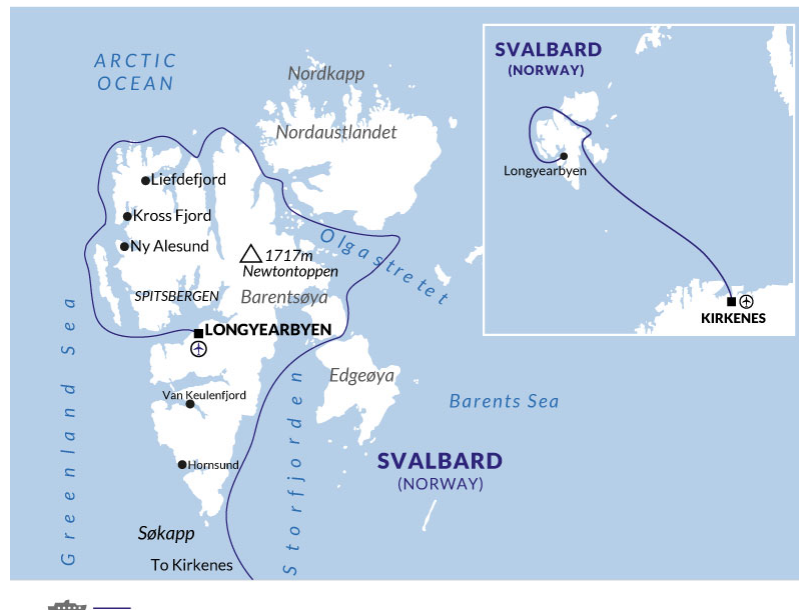 ARCTIC
OCEAN
Nordkapp
Nordaustlandet
Liefdefjord
Kross Fjord
Ny Alesund
Olgastretet
1717m
Newtontoppen
SPITSBERGEN
Barentsøya
LONGYEARBYEN
Greenland Sea
Edgeøya
Van Keulenfjord
Storfjorden
Barents Sea
Hornsund
SVALBARD
(NORWAY)
Søkapp
To Kirkenes
SVALBARD
(NORWAY)
Longyearbyen
KIRKENES